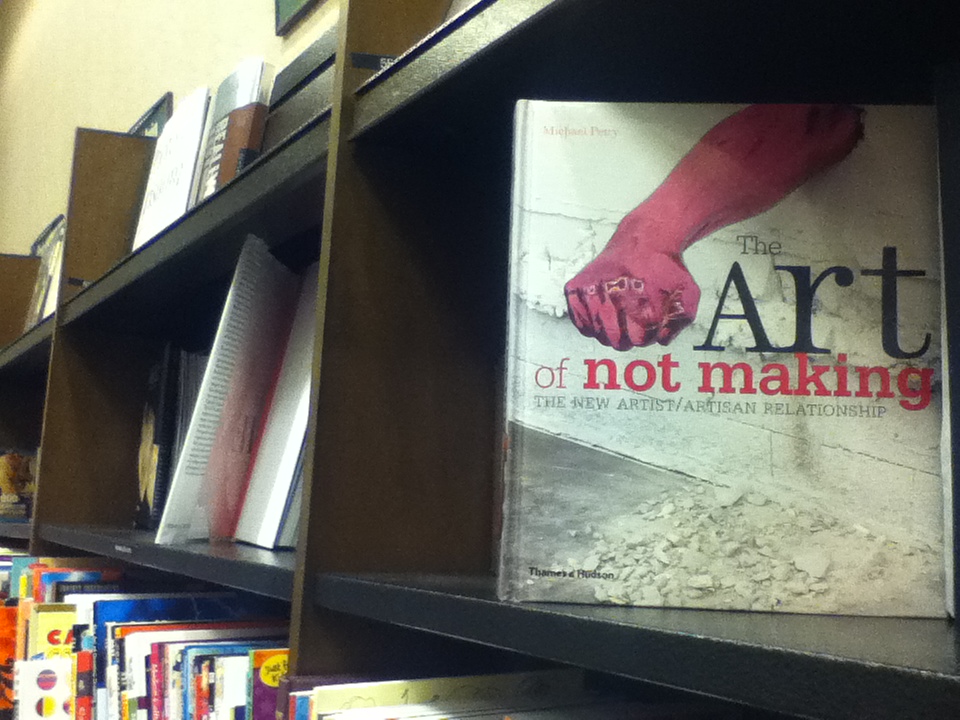 Michael Petry
The
Art
of not making
THE NEW ARTIST/ARTISAN RELATIONSHIP
Thames & Hudson